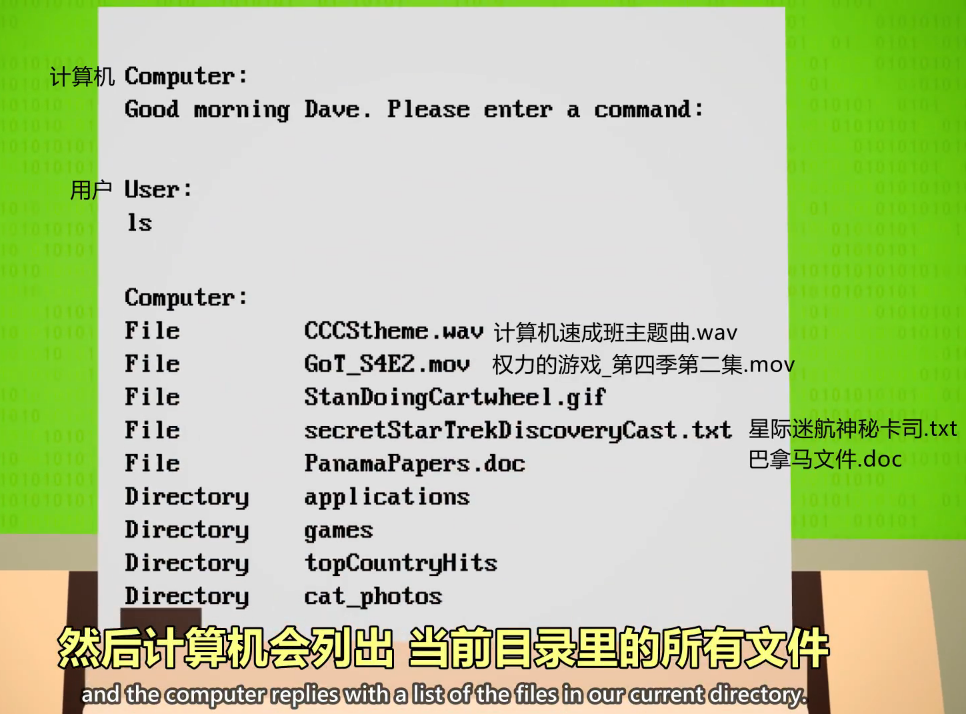 计算机 Computer:
Good morning Dave. Please enter a command:
用户 User:
ls
Computer:
File CCCStheme.wav 计算机速成班主题曲.wav
File GoT_S4E2.mov 权力的游戏_第四季第二集.mov
File StanDoingCartwheel.gif
File secretStarTrekDiscoveryCast.txt 星际迷航神秘卡司.txt
File PanamaPapers.doc 巴拿马文件.doc
Directory applications
Directory games
Directory topCountryHits
Directory cat_photos
然后计算机会列出 当前目录里的所有文件
and the computer replies with a list of the files in our current directory.